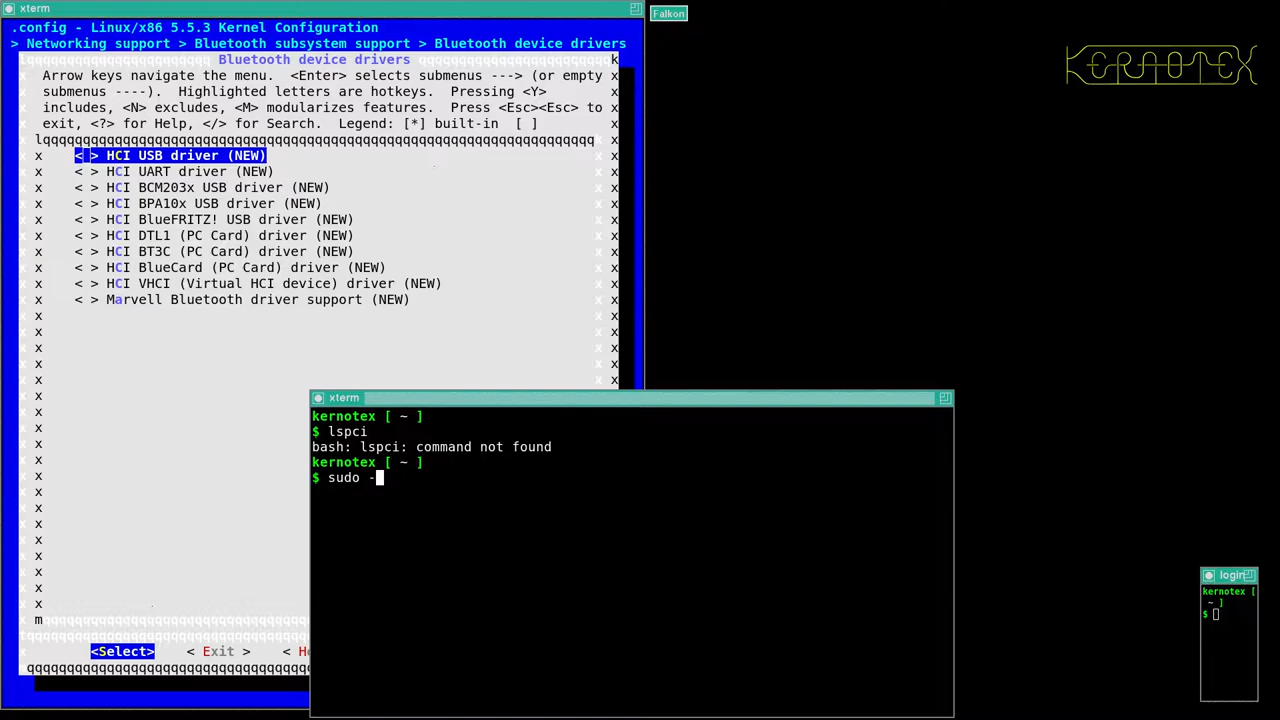 xterm
.config - Linux/x86 5.5.3 Kernel Configuration
> Networking support > Bluetooth subsystem support > Bluetooth device drivers
Bluetooth device drivers
Arrow keys navigate the menu. <Enter> selects submenus ---> (or empty
submenus ----). Highlighted letters are hotkeys. Pressing <Y>
includes, <N> excludes, <M> modularizes features. Press <Esc><Esc> to
exit, <?> for Help, </> for Search. Legend: [*] built-in [ ]
< > HCI USB driver (NEW)
< > HCI UART driver (NEW)
< > HCI BCM203x USB driver (NEW)
< > HCI BPA10x USB driver (NEW)
< > HCI BlueFRITZ! USB driver (NEW)
< > HCI DTL1 (PC Card) driver (NEW)
< > HCI BT3C (PC Card) driver (NEW)
< > HCI BlueCard (PC Card) driver (NEW)
< > HCI VHCI (Virtual HCI device) driver (NEW)
< > Marvell Bluetooth driver support (NEW)
<Select> < Exit > < H
xterm
kernotex [ ~ ]
$ lspci
bash: lspci: command not found
kernotex [ ~ ]
$ sudo -
Falkon
KERNOTEX
login
kernotex [
~ ]
$